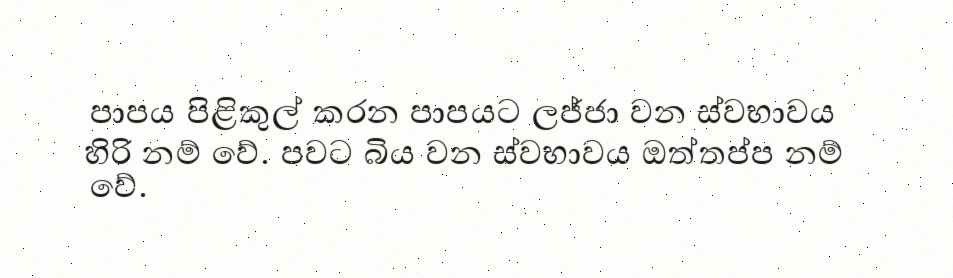 පාපය පිළිකුල් කරන පාපයට ලජ්ජා වන ස්වභාවය
හිරි නම් වේ. පවට බිය වන ස්වභාවය ඔත්තප්ප නම්
වේ.